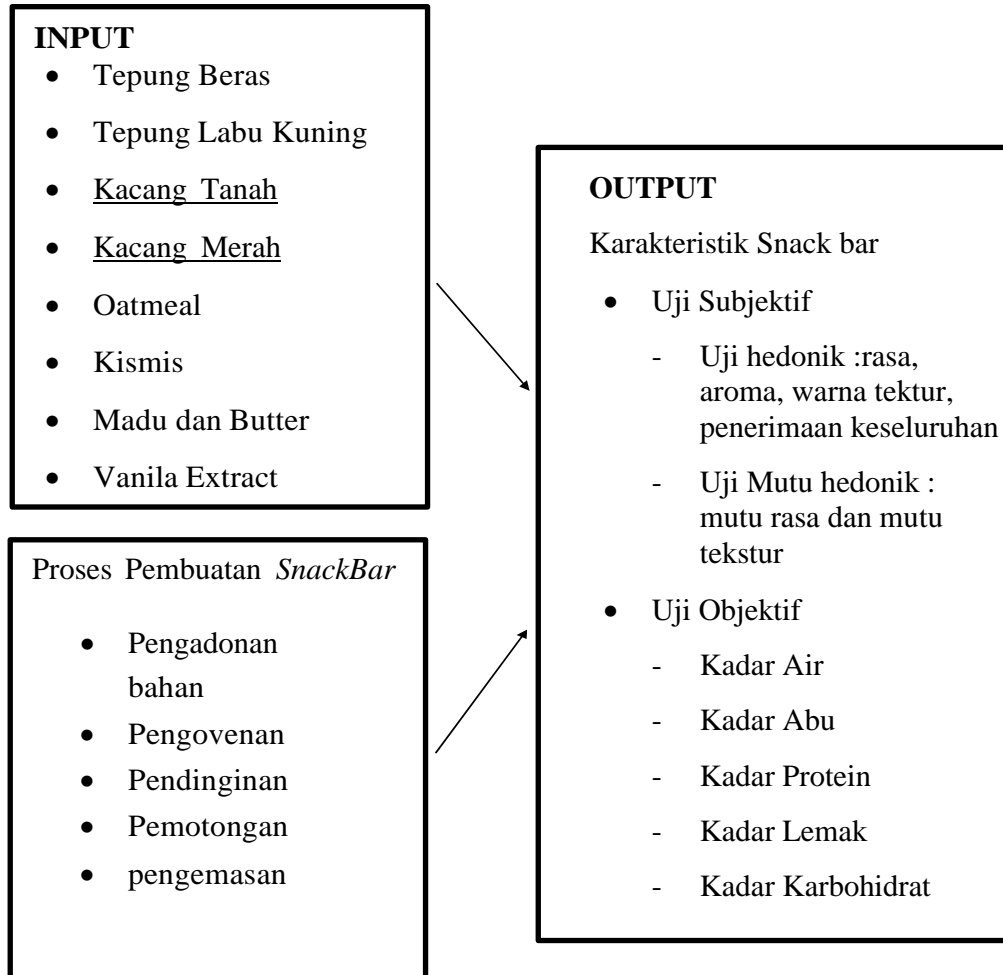 INPUT
• Tepung Beras
• Tepung Labu Kuning
• Kacang Tanah
• Kacang Merah
• Oatmeal
• Kismis
• Madu dan Butter
• Vanila Extract
Proses Pembuatan SnackBar
• Pengadonan
bahan
• Pengovenan
• Pendinginan
• Pemotongan
• pengemasan
OUTPUT
Karakteristik Snack bar
• Uji Subjektif
- Uji hedonik :rasa,
aroma, warna tektur,
penerimaan keseluruhan
- Uji Mutu hedonik :
mutu rasa dan mutu
tekstur
• Uji Objektif
- Kadar Air
- Kadar Abu
- Kadar Protein
- Kadar Lemak
- Kadar Karbohidrat